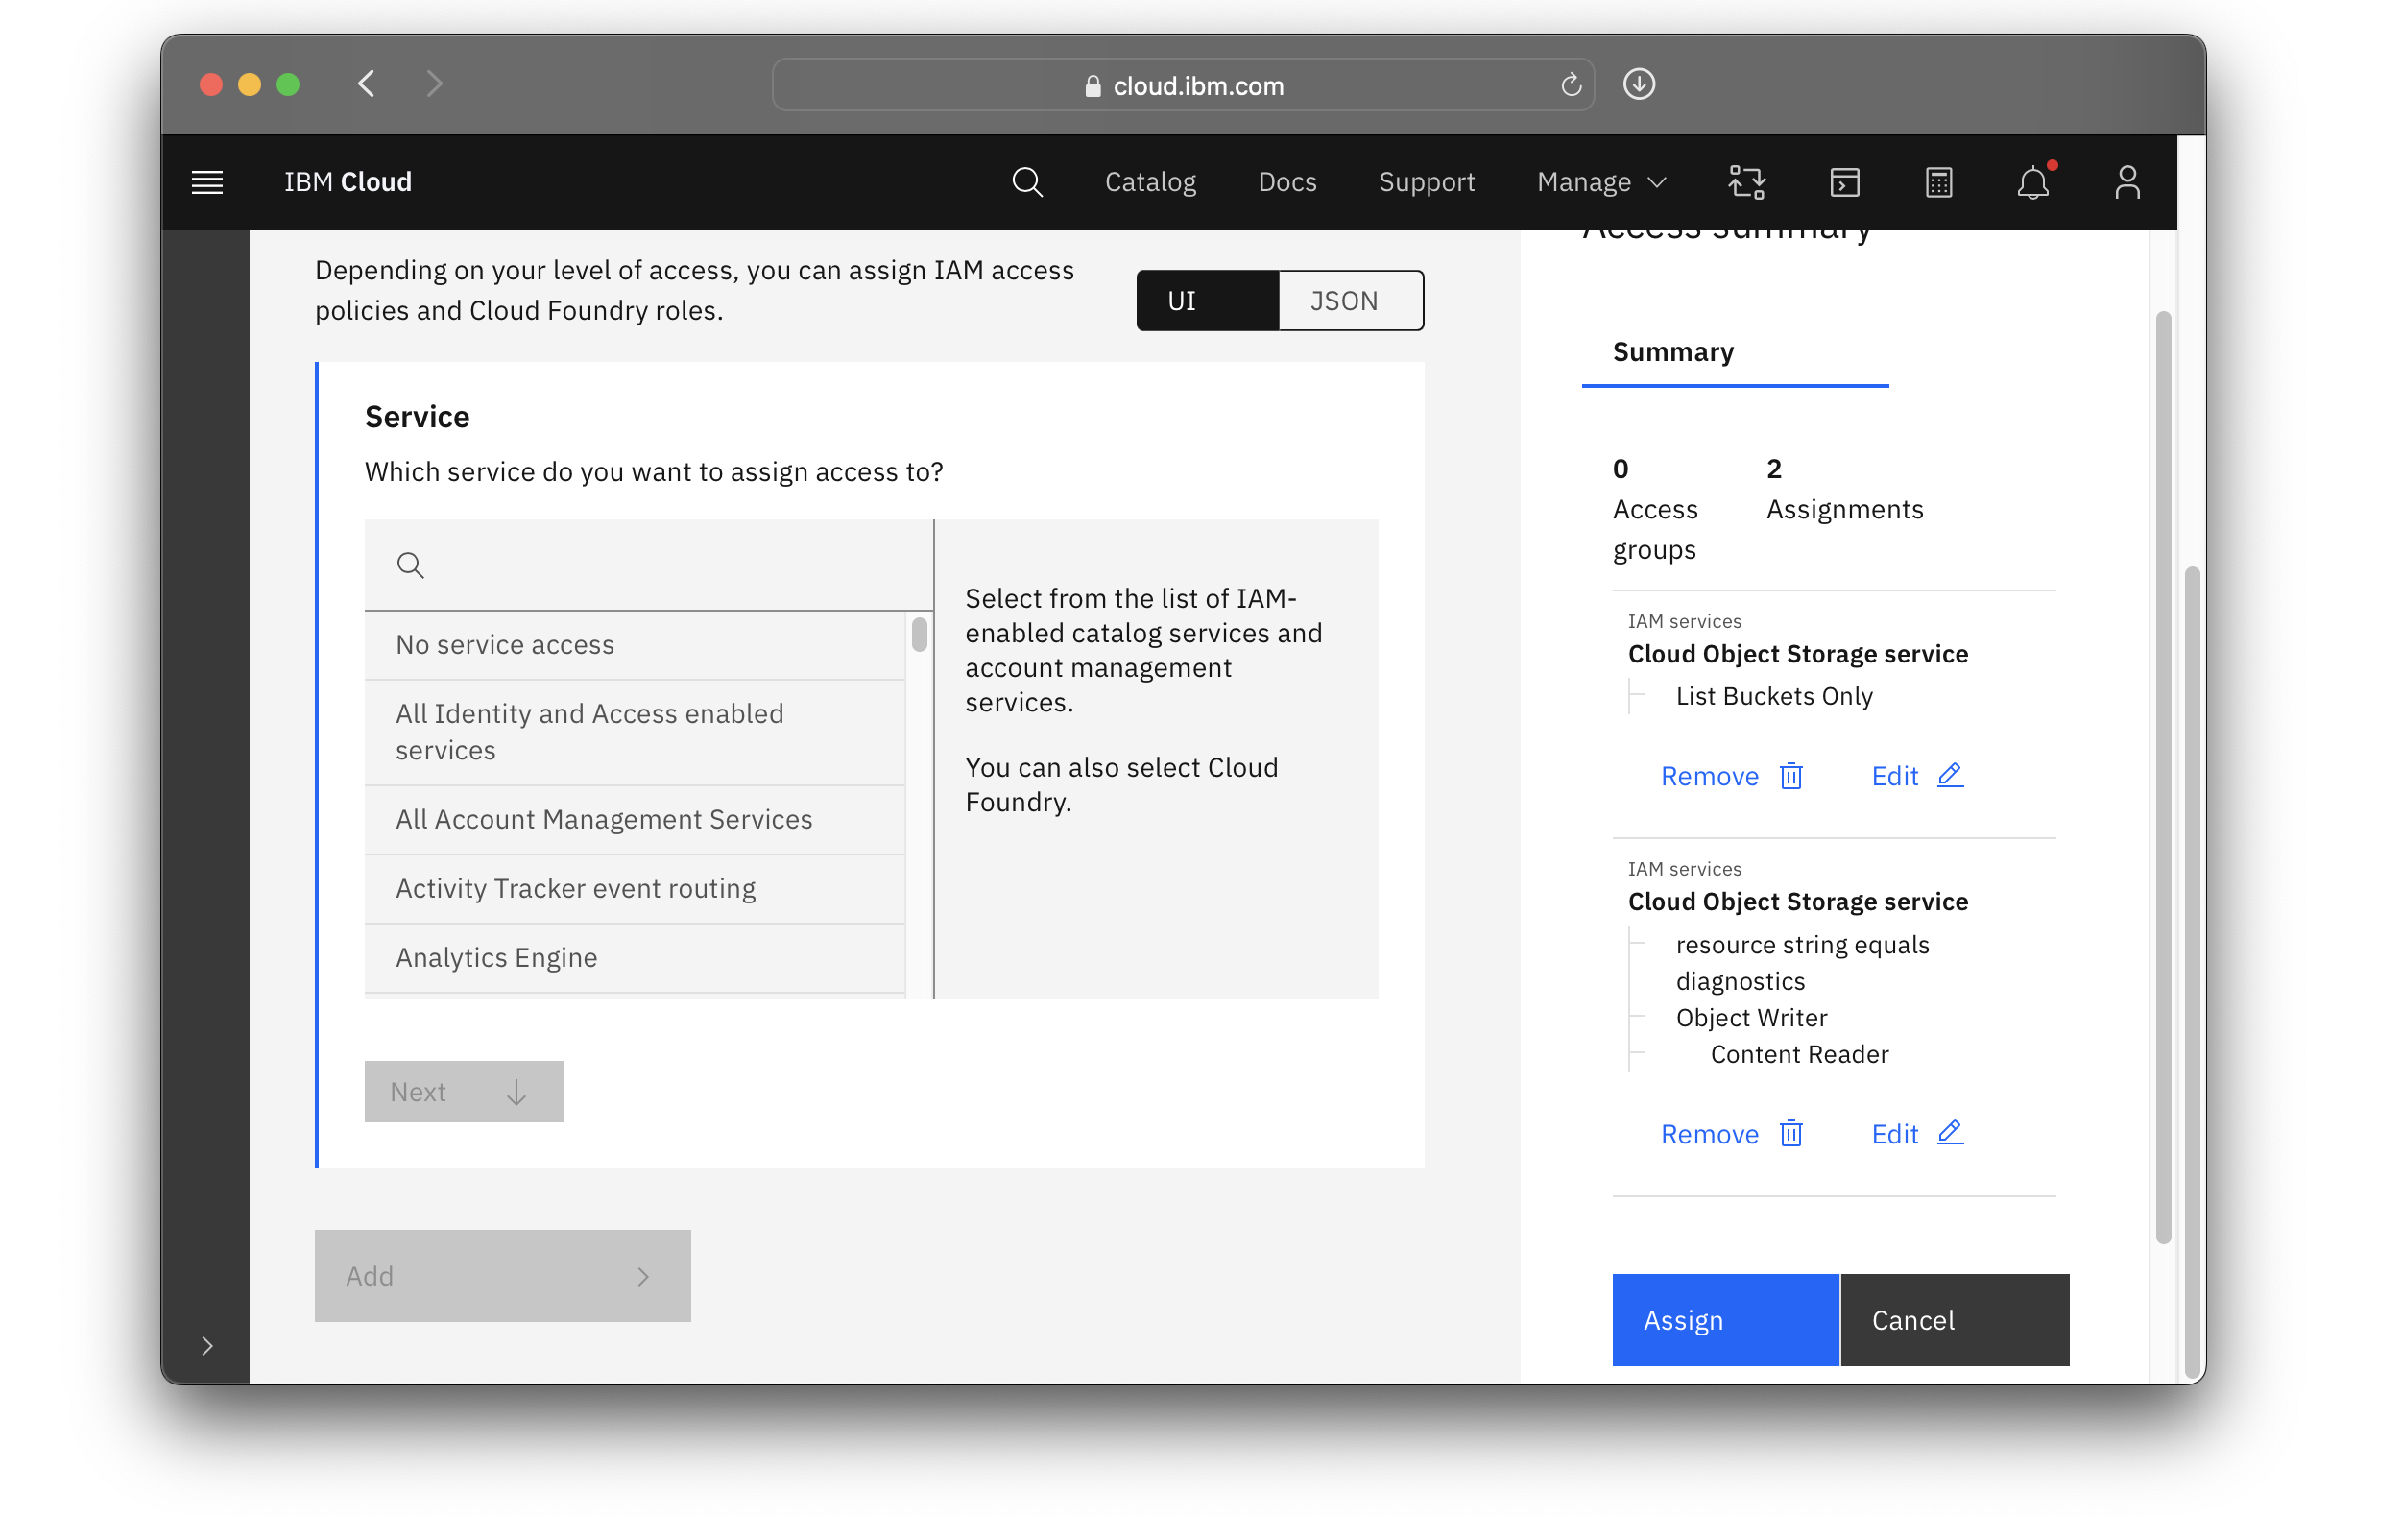 cloud.ibm.com
IBM Cloud
Catalog
Docs
Support
Manage
Depending on your level of access, you can assign IAM access
policies and Cloud Foundry roles.
UI
JSON
Service
Which service do you want to assign access to?
No service access
All Identity and Access enabled
services
All Account Management Services
Activity Tracker event routing
Analytics Engine
Select from the list of IAM-
enabled catalog services and
account management
services.
You can also select Cloud
Foundry.
Next
Add
Access summary
Summary
0
Access
groups
2
Assignments
IAM services
Cloud Object Storage service
List Buckets Only
Remove
Edit
IAM services
Cloud Object Storage service
resource string equals
diagnostics
Object Writer
Content Reader
Remove
Edit
Assign
Cancel